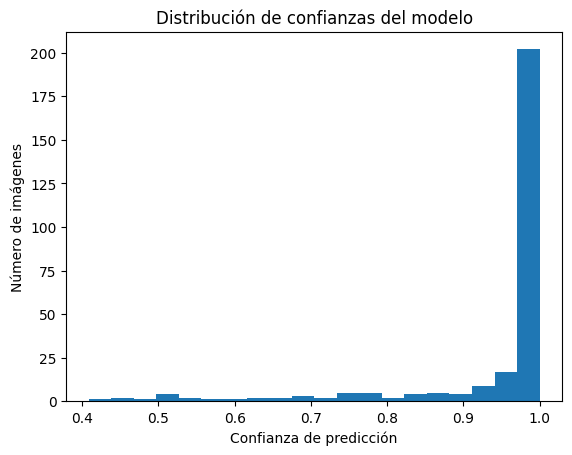 Distribución de confianzas del modelo
Número de imágenes
200
175
150
125
100
75
50
25
0
0.4 0.5 0.6 0.7 0.8 0.9 1.0
Confianza de predicción